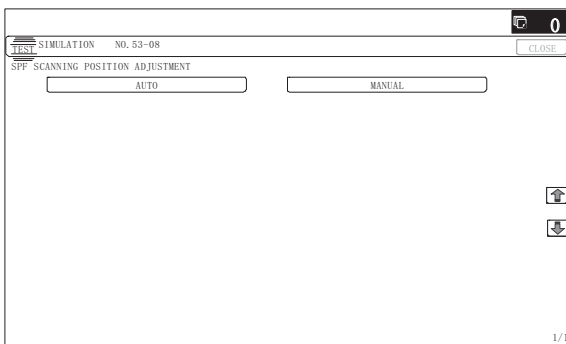 0
TEST SIMULATION NO. 53-08
CLOSE
SPF SCANNING POSITION ADJUSTMENT
AUTO MANUAL
1/1